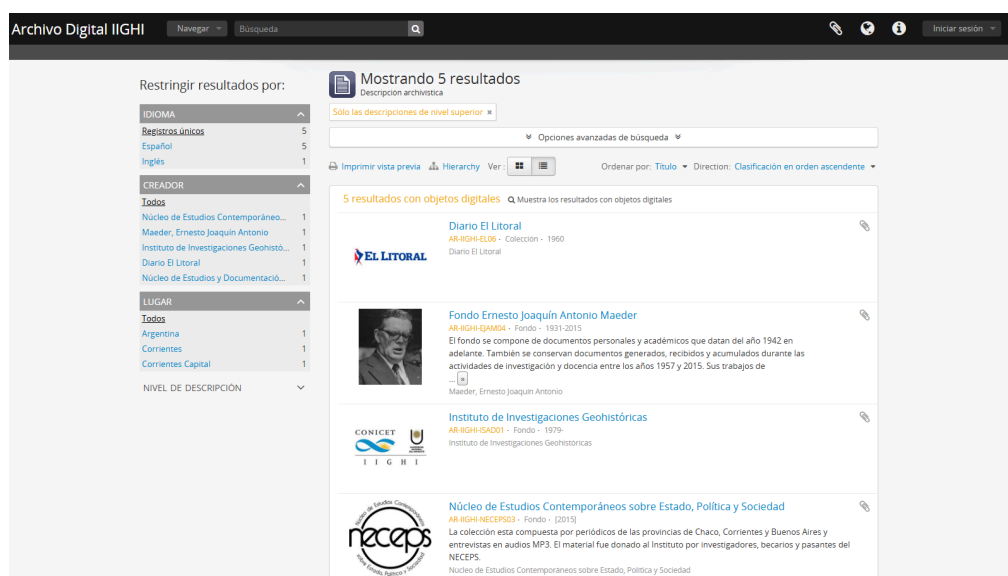 Archivo Digital IIGHI Navegar Búsqueda Iniciar sesión
Restringir resultados por:
IDIOMA
Registros únicos 5
Español 5
Inglés 1
CREADOR
Todos
Núcleo de Estudios Contemporáneo... 1
Maeder, Ernesto Joaquín Antonio 1
Instituto de Investigaciones Geohistó... 1
Diario El Litoral 1
Núcleo de Estudios y Documentació... 1
LUGAR
Todos
Argentina 1
Corrientes 1
Corrientes Capital 1
NIVEL DE DESCRIPCIÓN
Mostrando 5 resultados
Descripción archivística
Sólo las descripciones de nivel superior
Opciones avanzadas de búsqueda
Imprimir vista previa Hierarchy Ver : Ordenar por: Título Direction: Clasificación en orden ascendente
5 resultados con objetos digitales Muestra los resultados con objetos digitales
EL LITORAL
Diario El Litoral
AR-IIGHI-EL06 - Colección - 1960
Diario El Litoral
Fondo Ernesto Joaquín Antonio Maeder
AR-IIGHI-EJAM04 - Fondo - 1931-2015
El fondo se compone de documentos personales y académicos que datan del año 1942 en
adelante. También se conservan documentos generados, recibidos y acumulados durante las
actividades de investigación y docencia entre los años 1957 y 2015. Sus trabajos de
... »
Maeder, Ernesto Joaquín Antonio
CONICET
I I G H I
Instituto de Investigaciones Geohistóricas
AR-IIGHI-ISAD01 - Fondo - 1979-
Instituto de Investigaciones Geohistóricas
neceps
Núcleo de Estudios Contemporáneos sobre Estado, Política y Sociedad
AR-IIGHI-NECEPS03 - Fondo - [2015]
La colección esta compuesta por periódicos de las provincias de Chaco, Corrientes y Buenos Aires y
entrevistas en audios MP3. El material fue donado al Instituto por investigadores, becarios y pasantes del
NECEPS.
Núcleo de Estudios Contemporaneos sobre Estado, Política y Sociedad